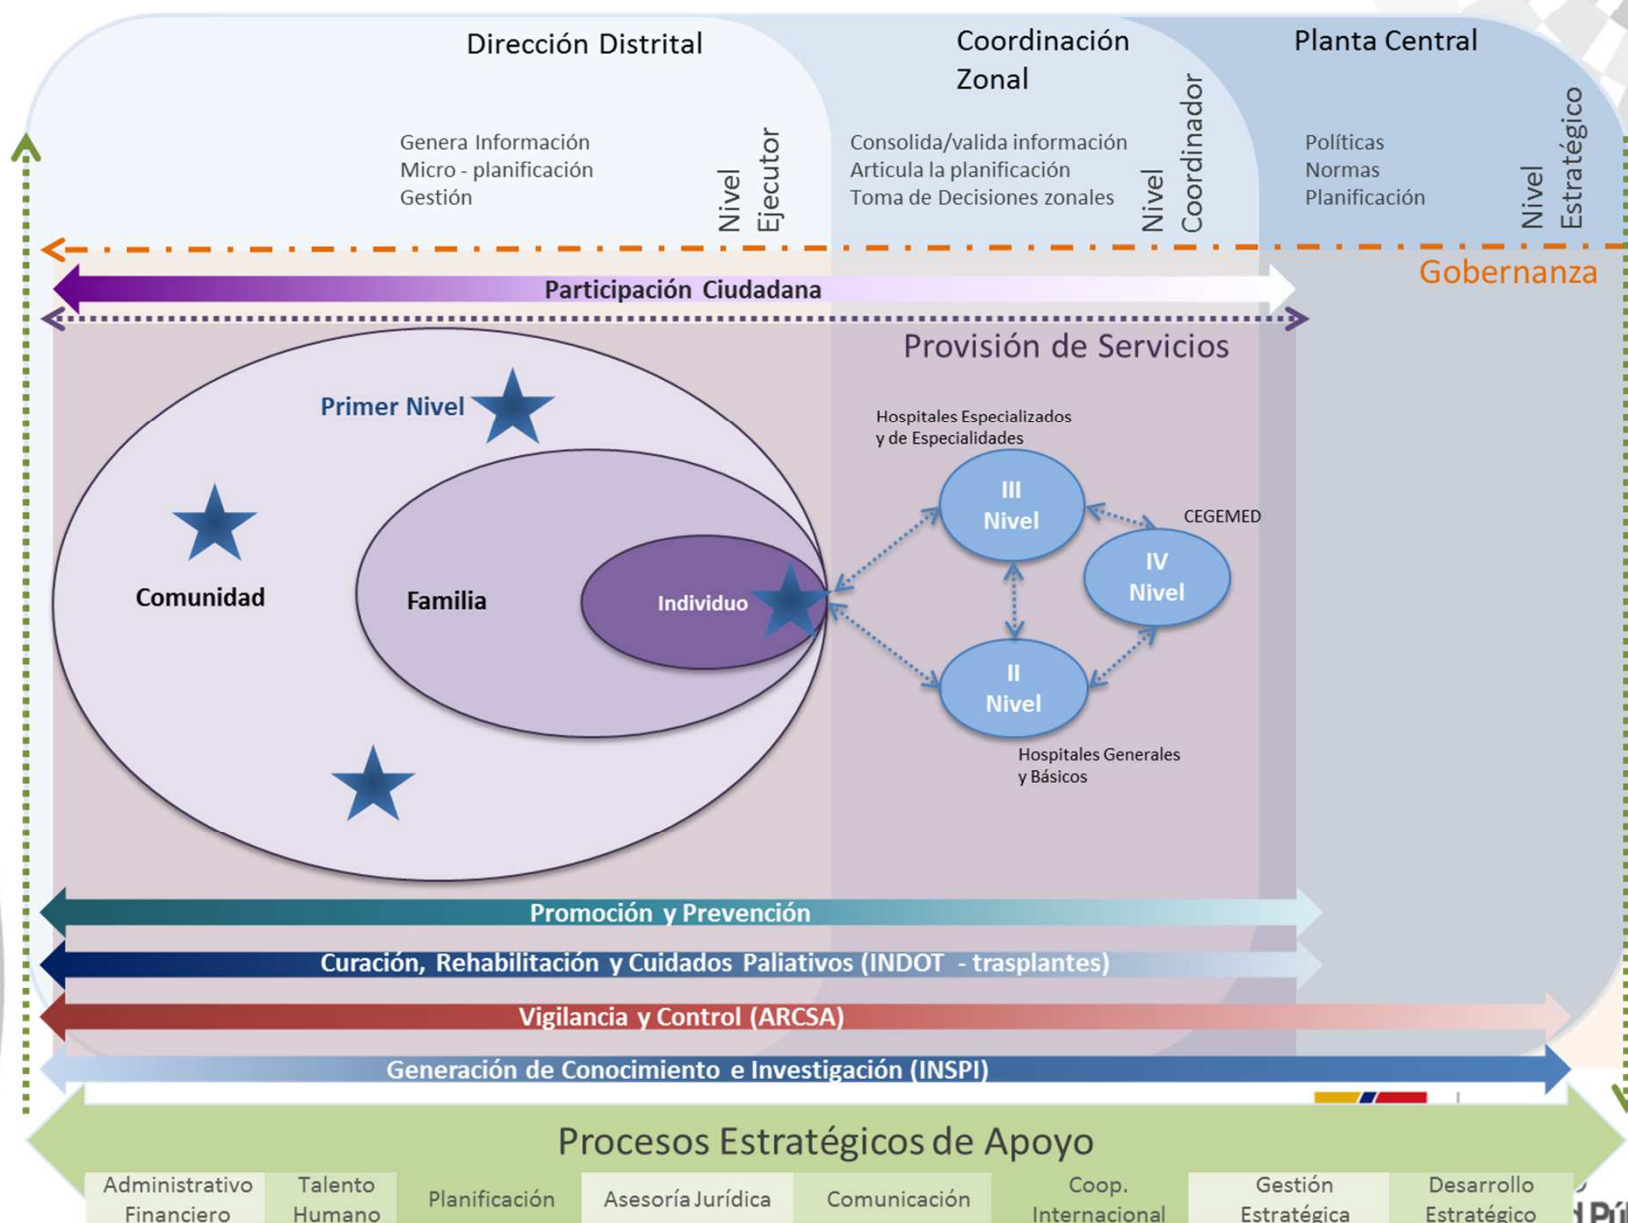 Dirección Distrital
Coordinación
Zonal
Planta Central
Genera Información
Micro - planificación
Gestión
Nivel
Ejecutor
Consolida/valida información
Articula la planificación
Toma de Decisiones zonales
Nivel
Coordinador
Políticas
Normas
Planificación
Nivel
Estratégico
Gobernanza
Participación Ciudadana
Provisión de Servicios
Primer Nivel
Comunidad
Familia
Individuo
Hospitales Especializados
y de Especialidades
III
Nivel
CEGEMED
IV
Nivel
II
Nivel
Hospitales Generales
y Básicos
Promoción y Prevención
Curación, Rehabilitación y Cuidados Paliativos (INDOT - trasplantes)
Vigilancia y Control (ARCSA)
Generación de Conocimiento e Investigación (INSPI)
Procesos Estratégicos de Apoyo
Administrativo
Financiero
Talento
Humano
Planificación
Asesoría Jurídica
Comunicación
Coop.
Internacional
Gestión
Estratégica
Desarrollo
Estratégico